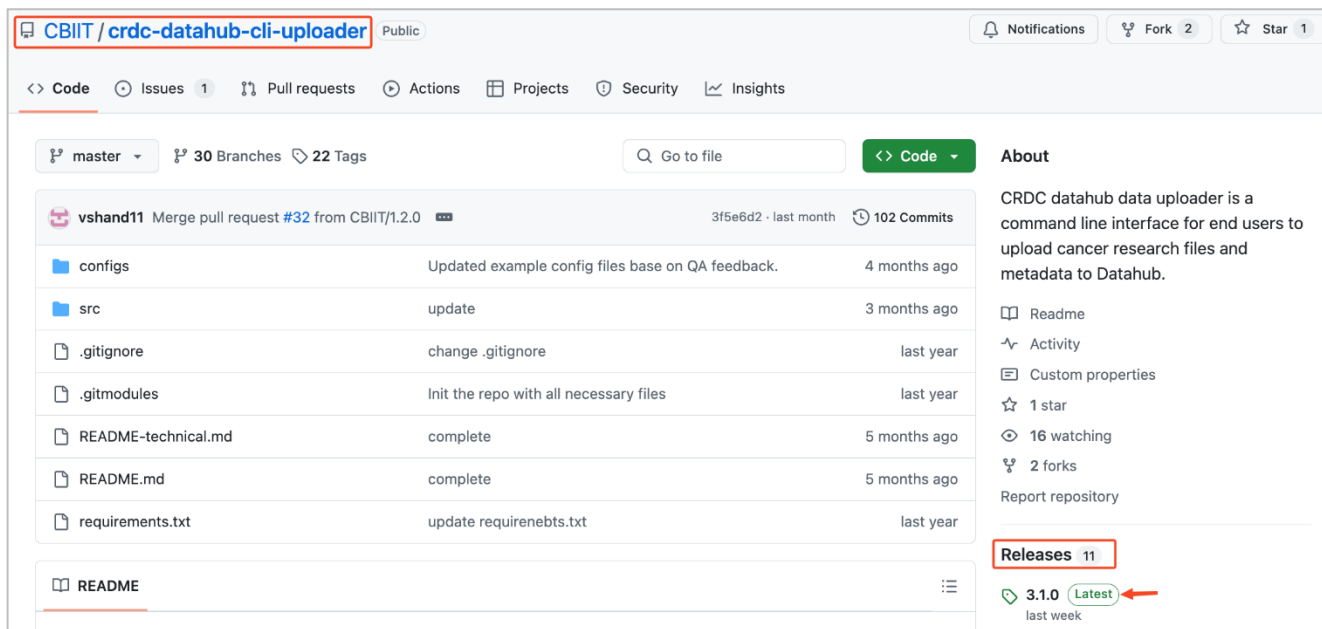 CBIIT / crdc-datahub-cli-uploader Public
Notifications Fork 2 Star 1
Code Issues 1 Pull requests Actions Projects Security Insights
master 30 Branches 22 Tags Go to file Code
vshand11 Merge pull request #32 from CBIIT/1.2.0 3f5e6d2 · last month 102 Commits
configs Updated example config files base on QA feedback. 4 months ago
src update 3 months ago
.gitignore change .gitignore last year
.gitmodules Init the repo with all necessary files last year
README-technical.md complete 5 months ago
README.md complete 5 months ago
requirements.txt update requirenebts.txt last year
README
About
CRDC datahub data uploader is a
command line interface for end users to
upload cancer research files and
metadata to Datahub.
Readme
Activity
Custom properties
1 star
16 watching
2 forks
Report repository
Releases 11
3.1.0 Latest
last week